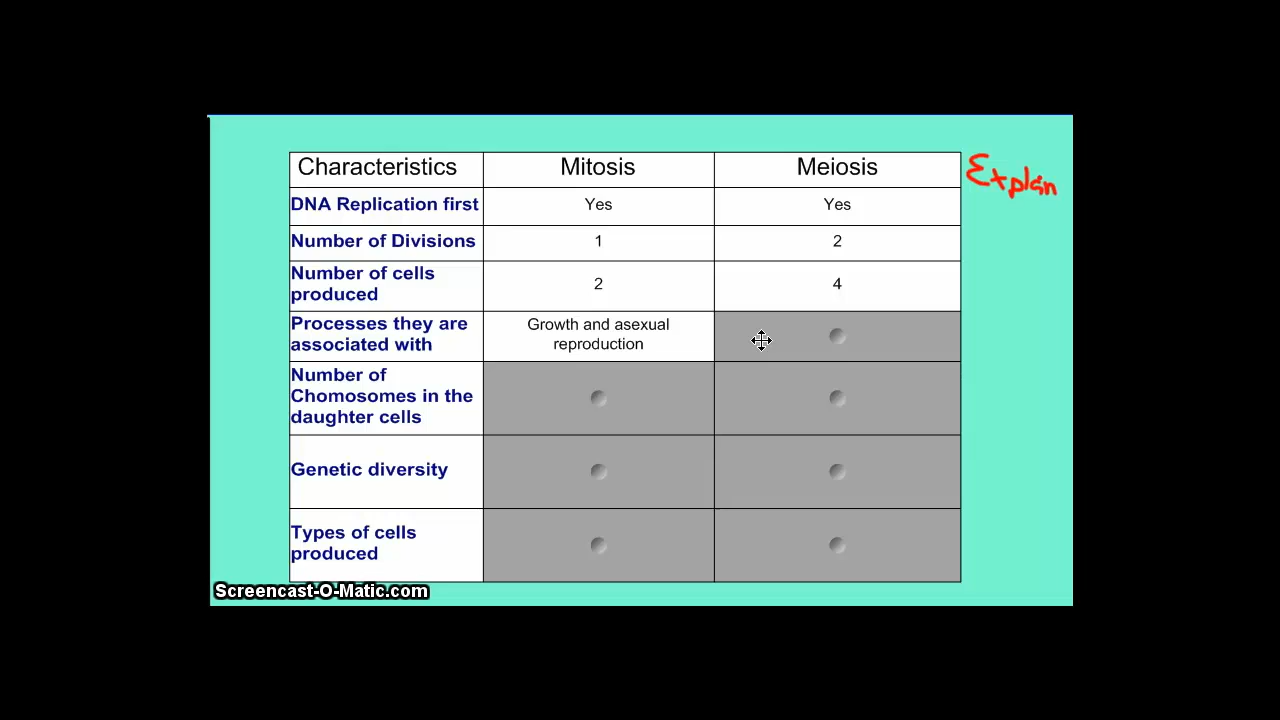 Characteristics Mitosis Meiosis
Explain
DNA Replication first Yes Yes
Number of Divisions 1 2
Number of cells
produced
2 4
Processes they are
associated with
Growth and asexual
reproduction
Number of
Chomosomes in the
daughter cells
Genetic diversity
Types of cells
produced
Screencast-O-Matic.com